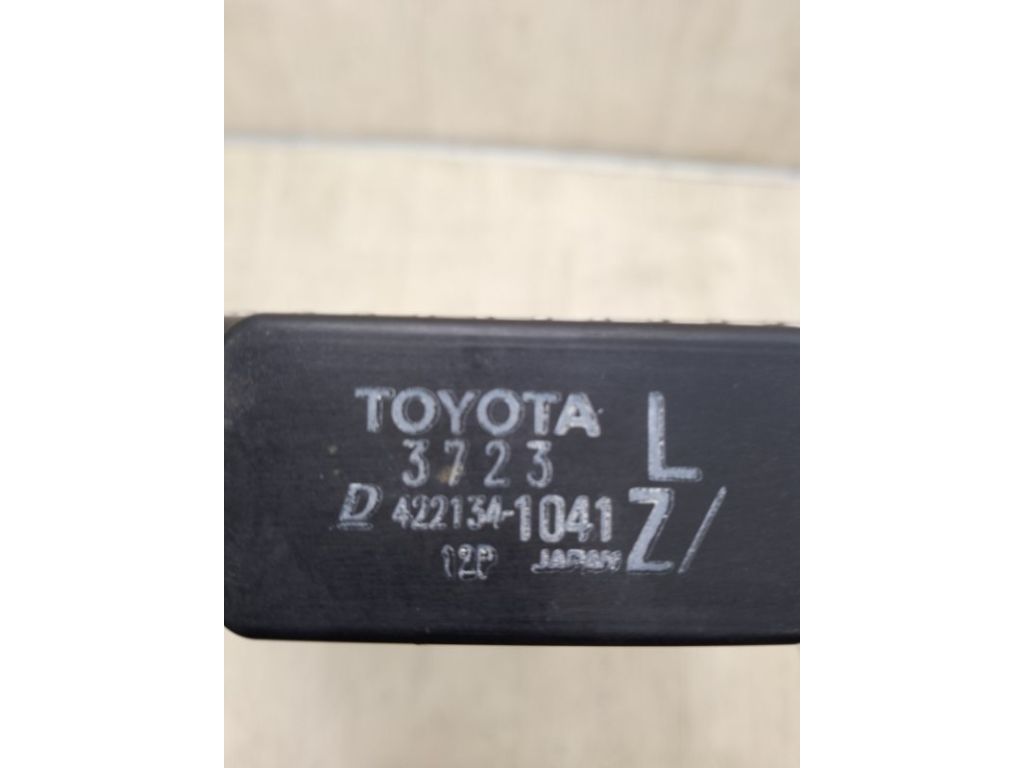 TOYOTA
3723 L
D 422134-1041 Z/
12P JAPAN